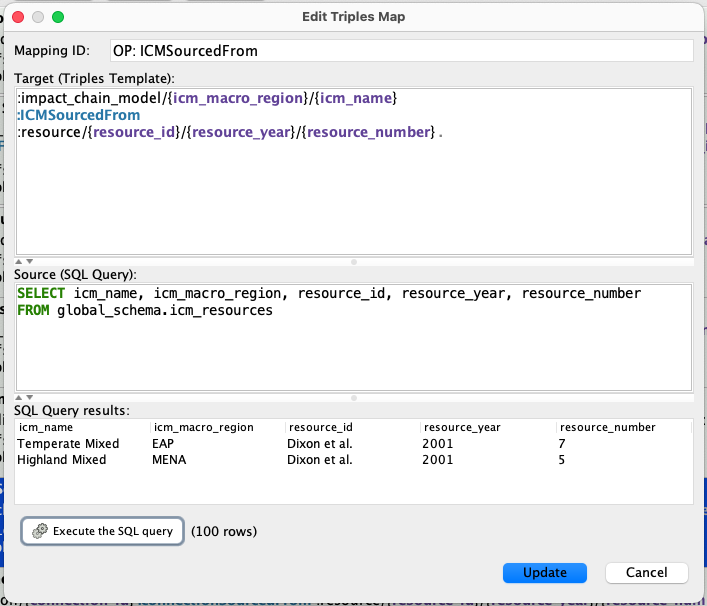 Edit Triples Map
Mapping ID: OP: ICMSourcedFrom
Target (Triples Template):
:impact_chain_model/{icm_macro_region}/{icm_name}
:ICMSourcedFrom
:resource/{resource_id}/{resource_year}/{resource_number} .
Source (SQL Query):
SELECT icm_name, icm_macro_region, resource_id, resource_year, resource_number
FROM global_schema.icm_resources
SQL Query results:
icm_name icm_macro_region resource_id resource_year resource_number
Temperate Mixed EAP Dixon et al. 2001 7
Highland Mixed MENA Dixon et al. 2001 5
Execute the SQL query (100 rows)
Update Cancel